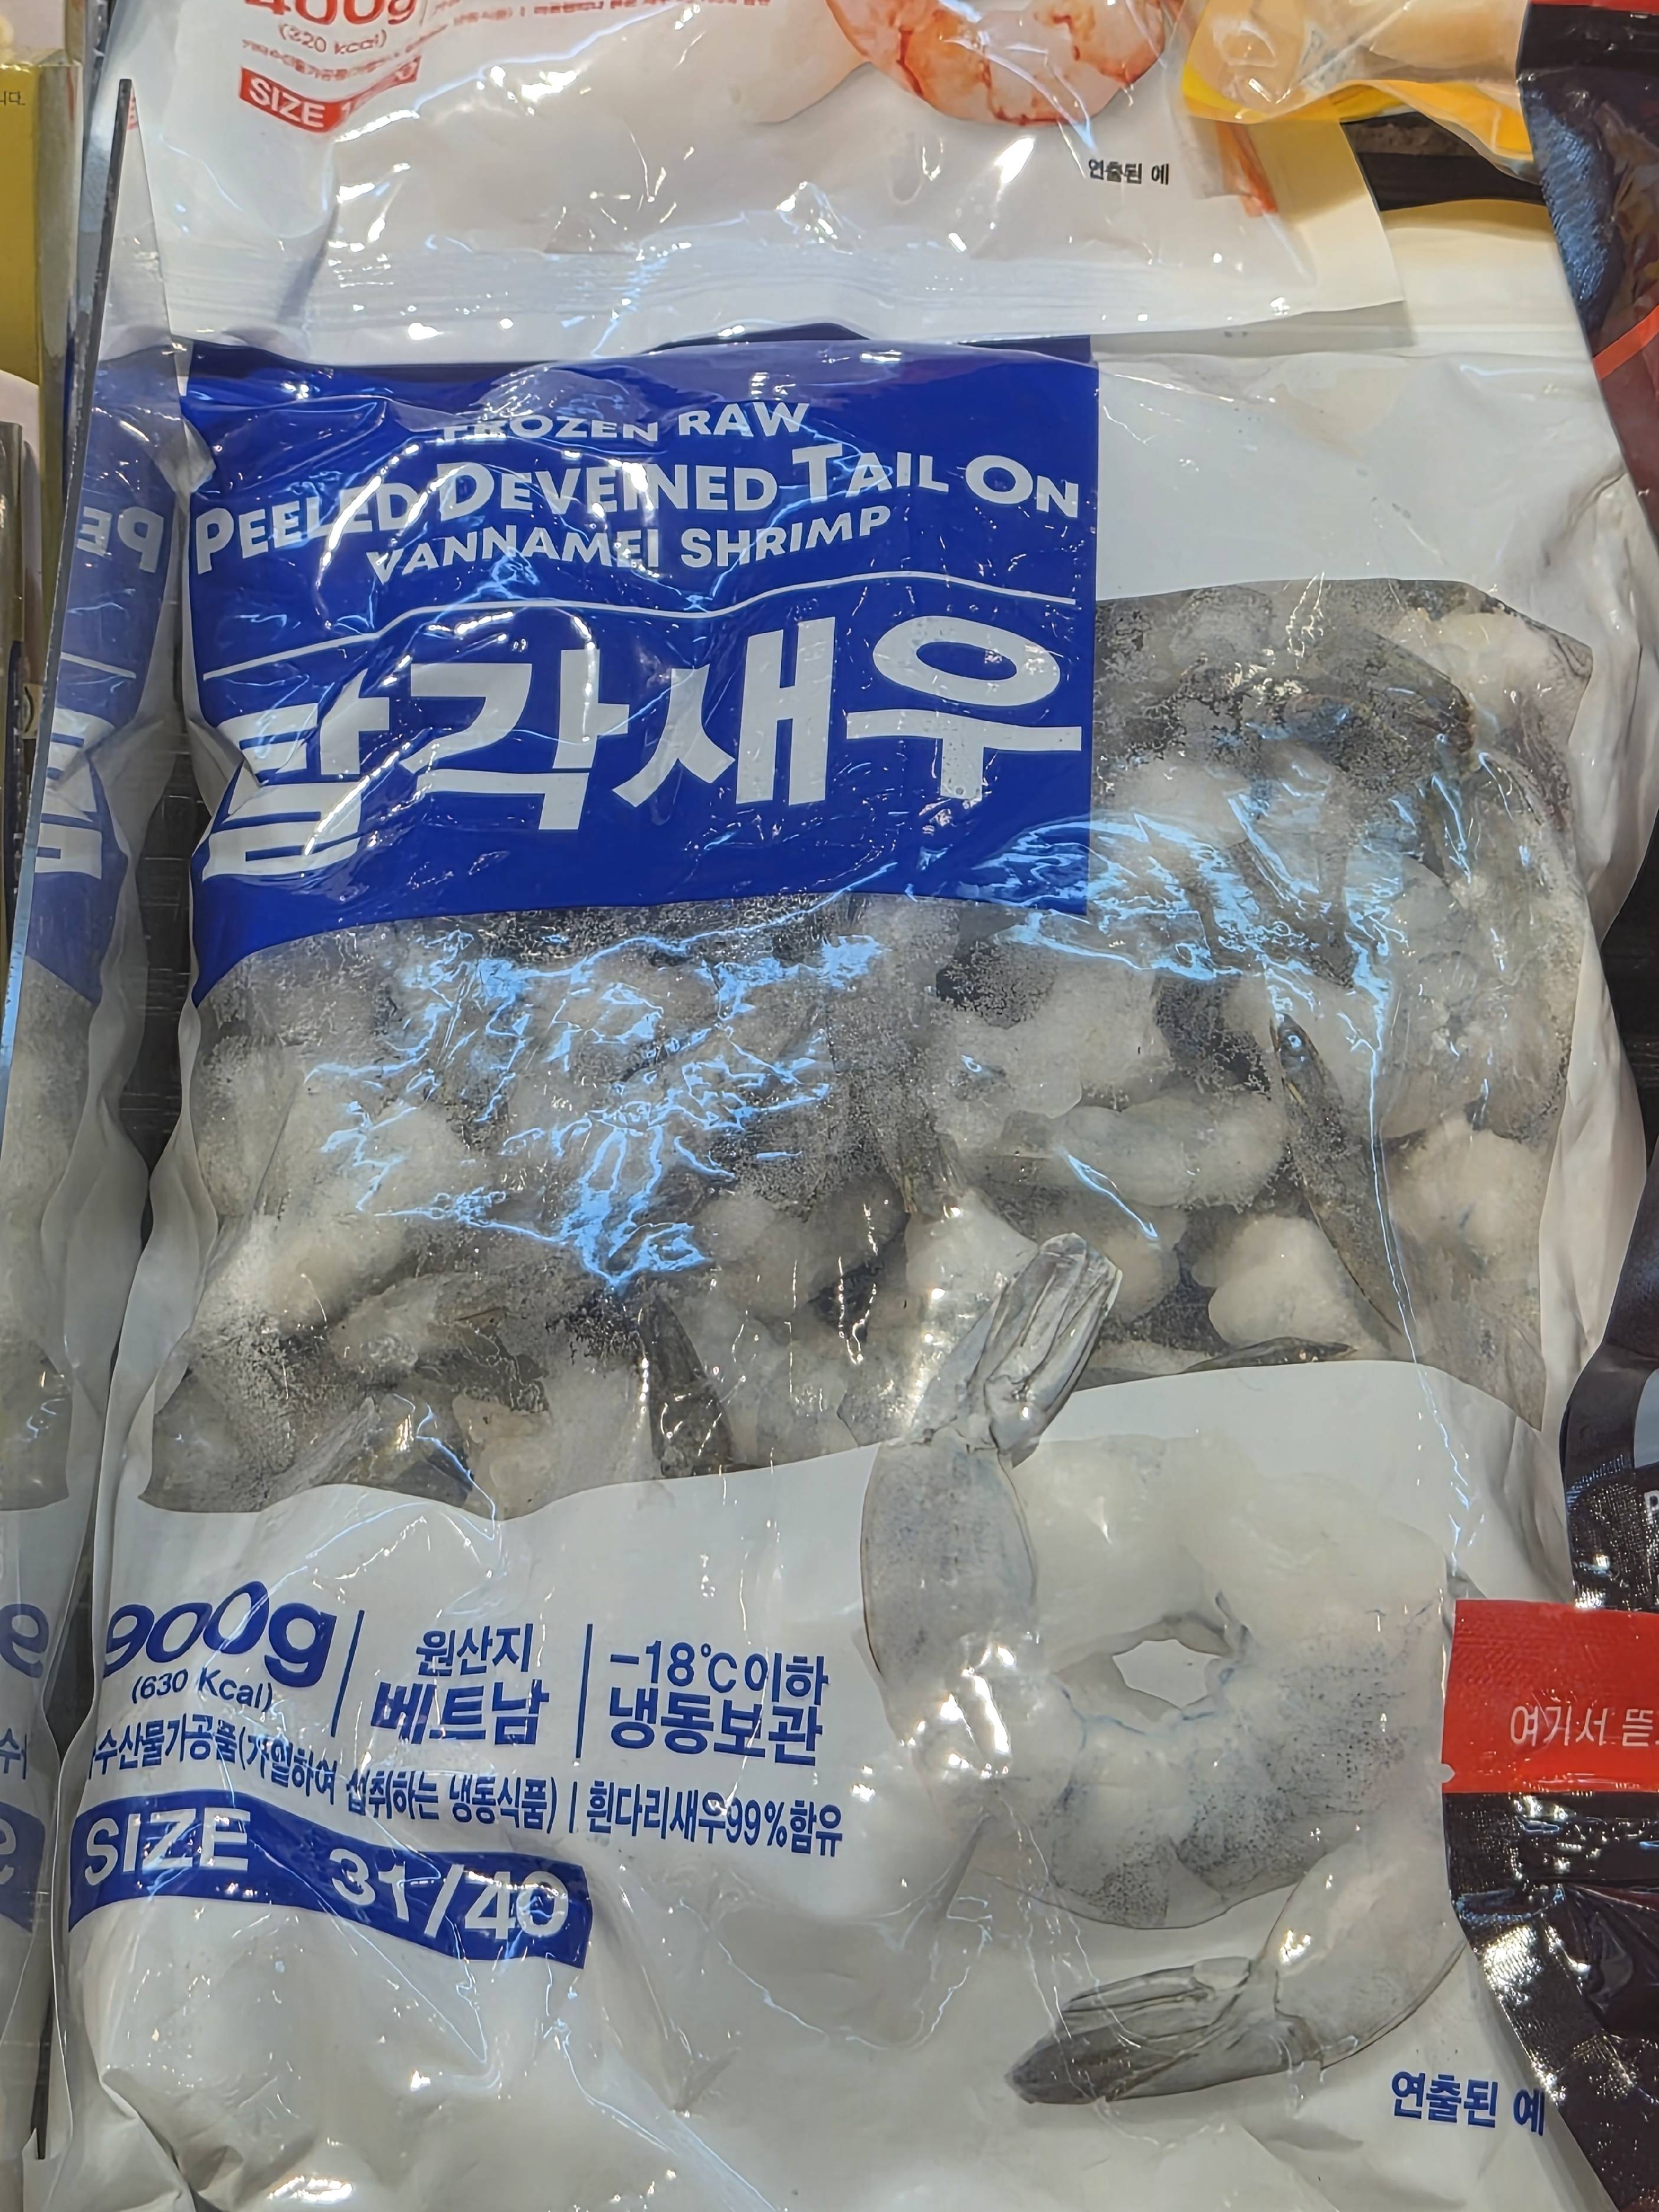 400g
(320 kcal)
SIZE
연출된 예
FROZEN RAW
PEELED DEVEINED TAIL ON
VANNAMEI SHRIMP
탈각새우
900g
(630 Kcal)
원산지
베트남
-18℃이하
냉동보관
수산물가공품(가열하여 섭취하는 냉동식품) | 흰다리새우99%함유
SIZE 31/40
여기서 뜯
연출된 예